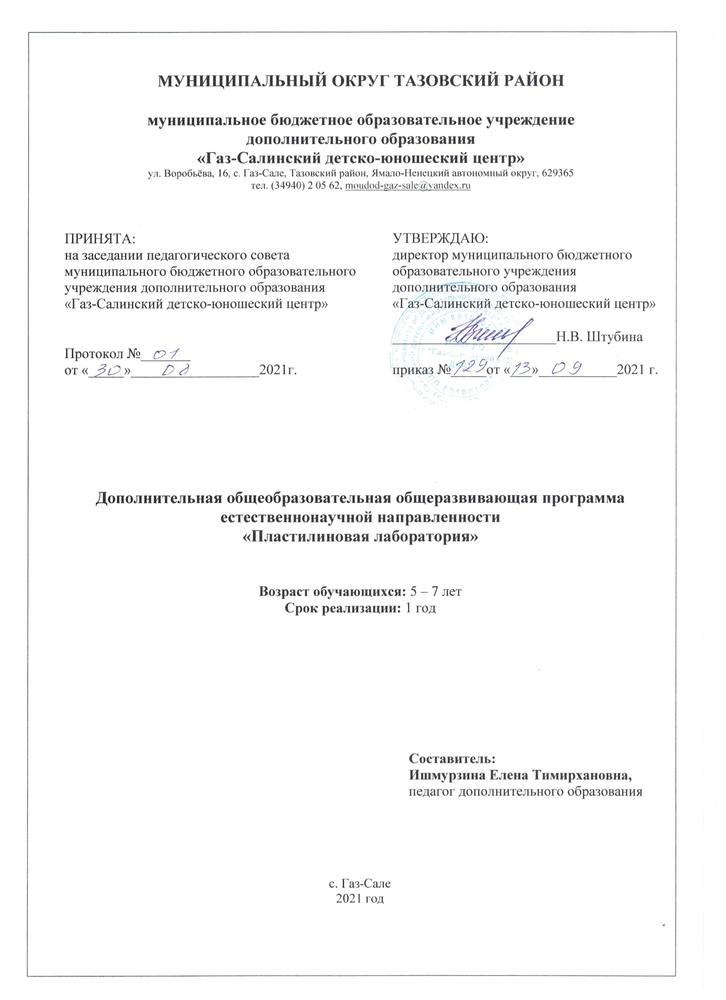 МУНИЦИПАЛЬНЫЙ ОКРУГ ТАЗОВСКИЙ РАЙОН
муниципальное бюджетное образовательное учреждение
дополнительного образования
«Газ-Салинский детско-юношеский центр»
ул. Воробьёва, 16, с. Газ-Сале, Тазовский район, Ямало-Ненецкий автономный округ, 629365
тел. (34940) 2 05 62, moudod-gaz-sale@yandex.ru
ПРИНЯТА:
на заседании педагогического совета
муниципального бюджетного образовательного
учреждения дополнительного образования
«Газ-Салинский детско-юношеский центр»
Протокол № 01
от «30» 08 2021г.
УТВЕРЖДАЮ:
директор муниципального бюджетного
образовательного учреждения
дополнительного образования
«Газ-Салинский детско-юношеский центр»
Н.В. Штубина
приказ № 129 от «13» 09 2021 г.
Дополнительная общеобразовательная общеразвивающая программа
естественнонаучной направленности
«Пластилиновая лаборатория»
Возраст обучающихся: 5 – 7 лет
Срок реализации: 1 год
Составитель:
Ишмурзина Елена Тимирхановна,
педагог дополнительного образования
с. Газ-Сале
2021 год